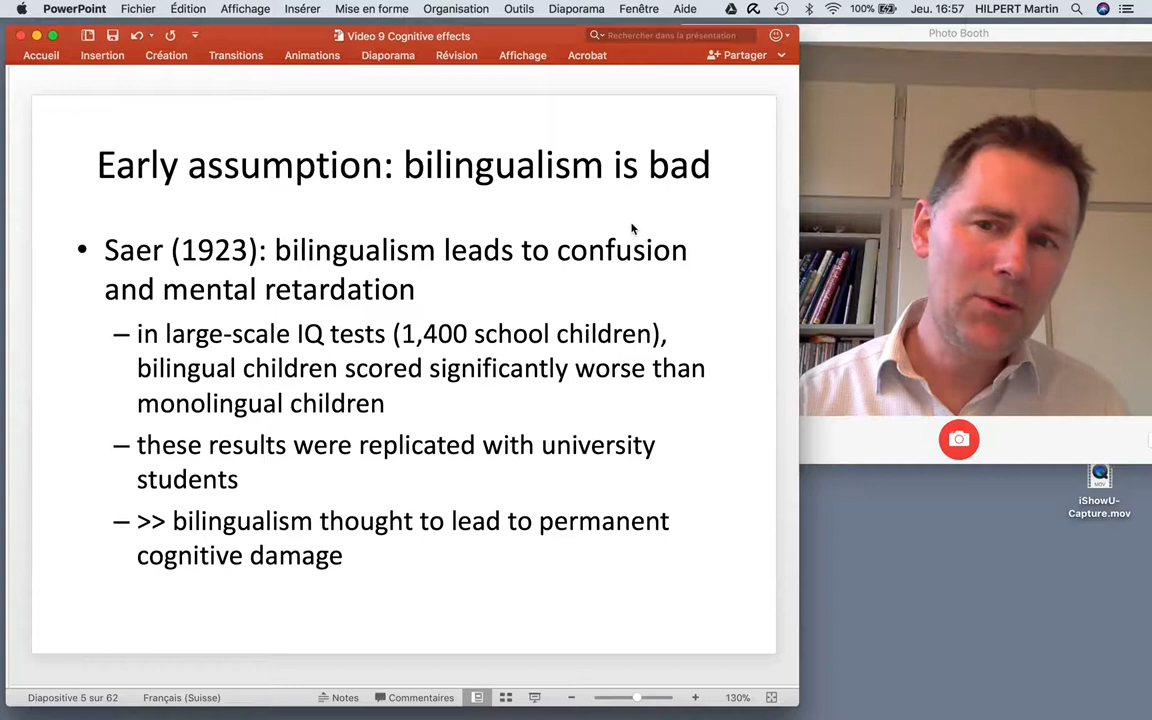 PowerPoint Fichier Édition Affichage Insérer Mise en forme Organisation Outils Diaporama Fenêtre Aide 100% Jeu. 16:57 HILPERT Martin
Video 9 Cognitive effects
Rechercher dans la présentation
Photo Booth
Accueil Insertion Création Transitions Animations Diaporama Révision Affichage Acrobat Partager
Early assumption: bilingualism is bad
• Saer (1923): bilingualism leads to confusion
and mental retardation
– in large-scale IQ tests (1,400 school children),
bilingual children scored significantly worse than
monolingual children
– these results were replicated with university
students
– >> bilingualism thought to lead to permanent
cognitive damage
MOV
iShowU-
Capture.mov
Diapositive 5 sur 62 Français (Suisse) Notes Commentaires 130%